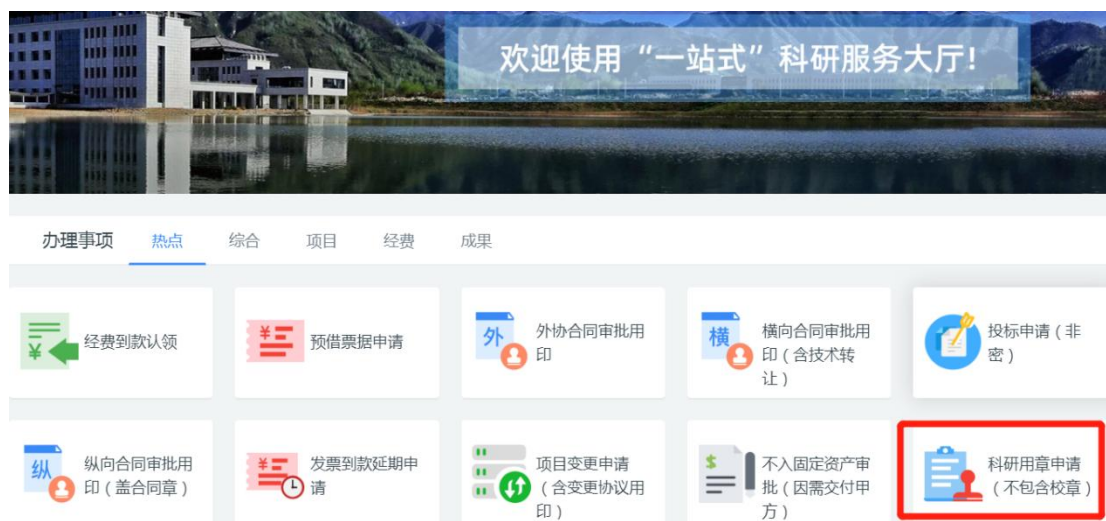 欢迎使用“一站式”科研服务大厅!
办理事项 热点 综合 项目 经费 成果
经费到款认领
预借票据申请
外
外协合同审批用
印
横
横向合同审批用
印(含技术转
让)
投标申请(非
密)
纵
纵向合同审批用
印(盖合同章)
发票到款延期申
请
项目变更申请
(含变更协议用
印)
不入固定资产审
批(因需交付甲
方)
科研用章申请
(不包含校章)